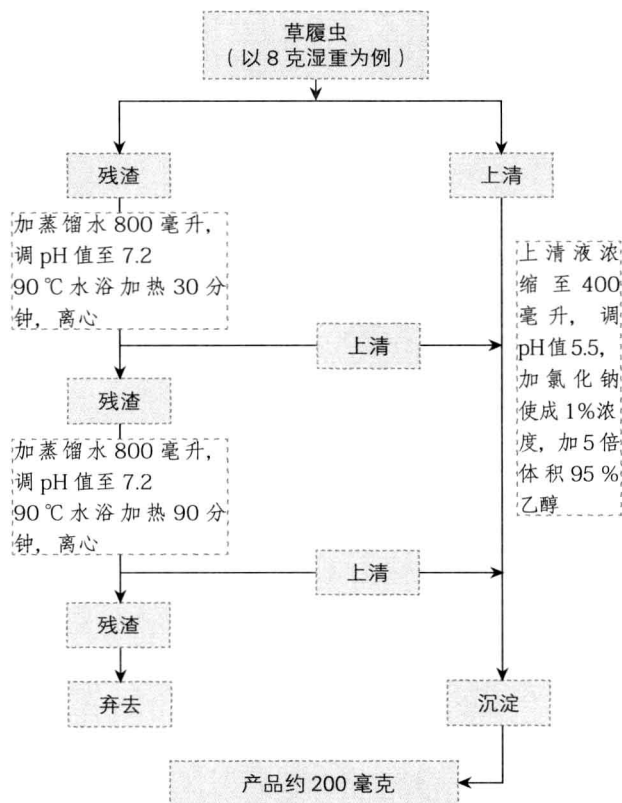 草履虫
（以8克湿重为例）
残渣
上清
加蒸馏水800毫升，
调pH值至7.2
90℃水浴加热30分
钟，离心
上清液浓
缩至400
毫升，调
pH值5.5，
加氯化钠
使成1%浓
度，加5倍
体积95%
乙醇
上清
残渣
加蒸馏水800毫升，
调pH值至7.2
90℃水浴加热90分
钟，离心
上清
残渣
弃去
沉淀
产品约200毫克